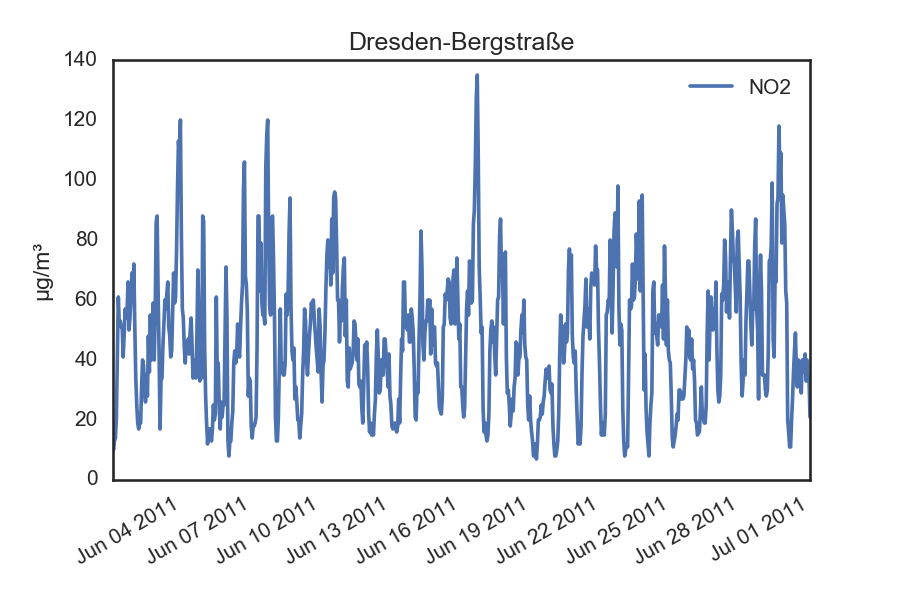 Dresden-Bergstraße
NO2
µg/m³
140
120
100
80
60
40
20
0
Jun 04 2011
Jun 07 2011
Jun 10 2011
Jun 13 2011
Jun 16 2011
Jun 19 2011
Jun 22 2011
Jun 25 2011
Jun 28 2011
Jul 01 2011